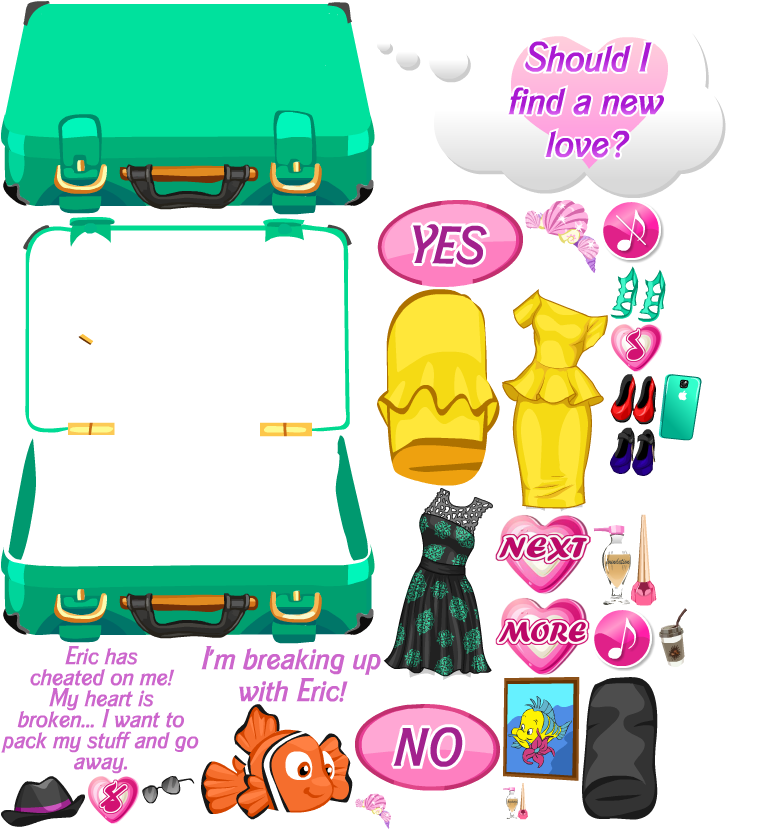 Should I
find a new
love?
YES
NEXT
foundation
MORE
Eric has
cheated on me!
My heart is
broken... I want to
pack my stuff and go
away.
I'm breaking up
with Eric!
NO